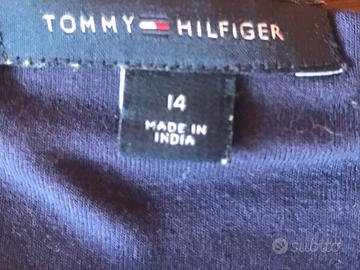 TOMMY HILFIGER
14
MADE IN
INDIA
subito